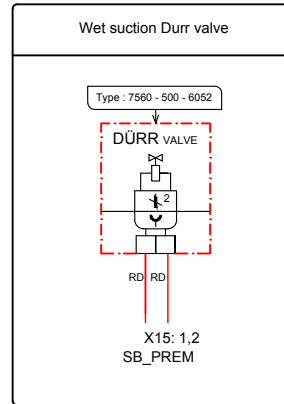 Wet suction Durr valve
Type : 7560 - 500 - 6052
DÜRR VALVE
2
RD RD
X15: 1,2
SB_PREM